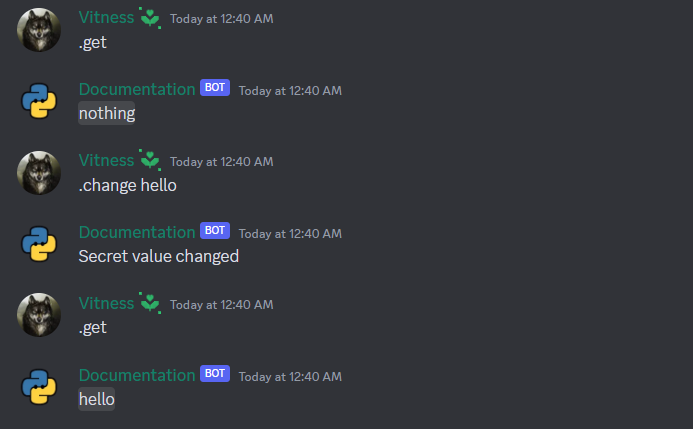 Vitness Today at 12:40 AM
.get
Documentation BOT Today at 12:40 AM
nothing
Vitness Today at 12:40 AM
.change hello
Documentation BOT Today at 12:40 AM
Secret value changed
Vitness Today at 12:40 AM
.get
Documentation BOT Today at 12:40 AM
hello